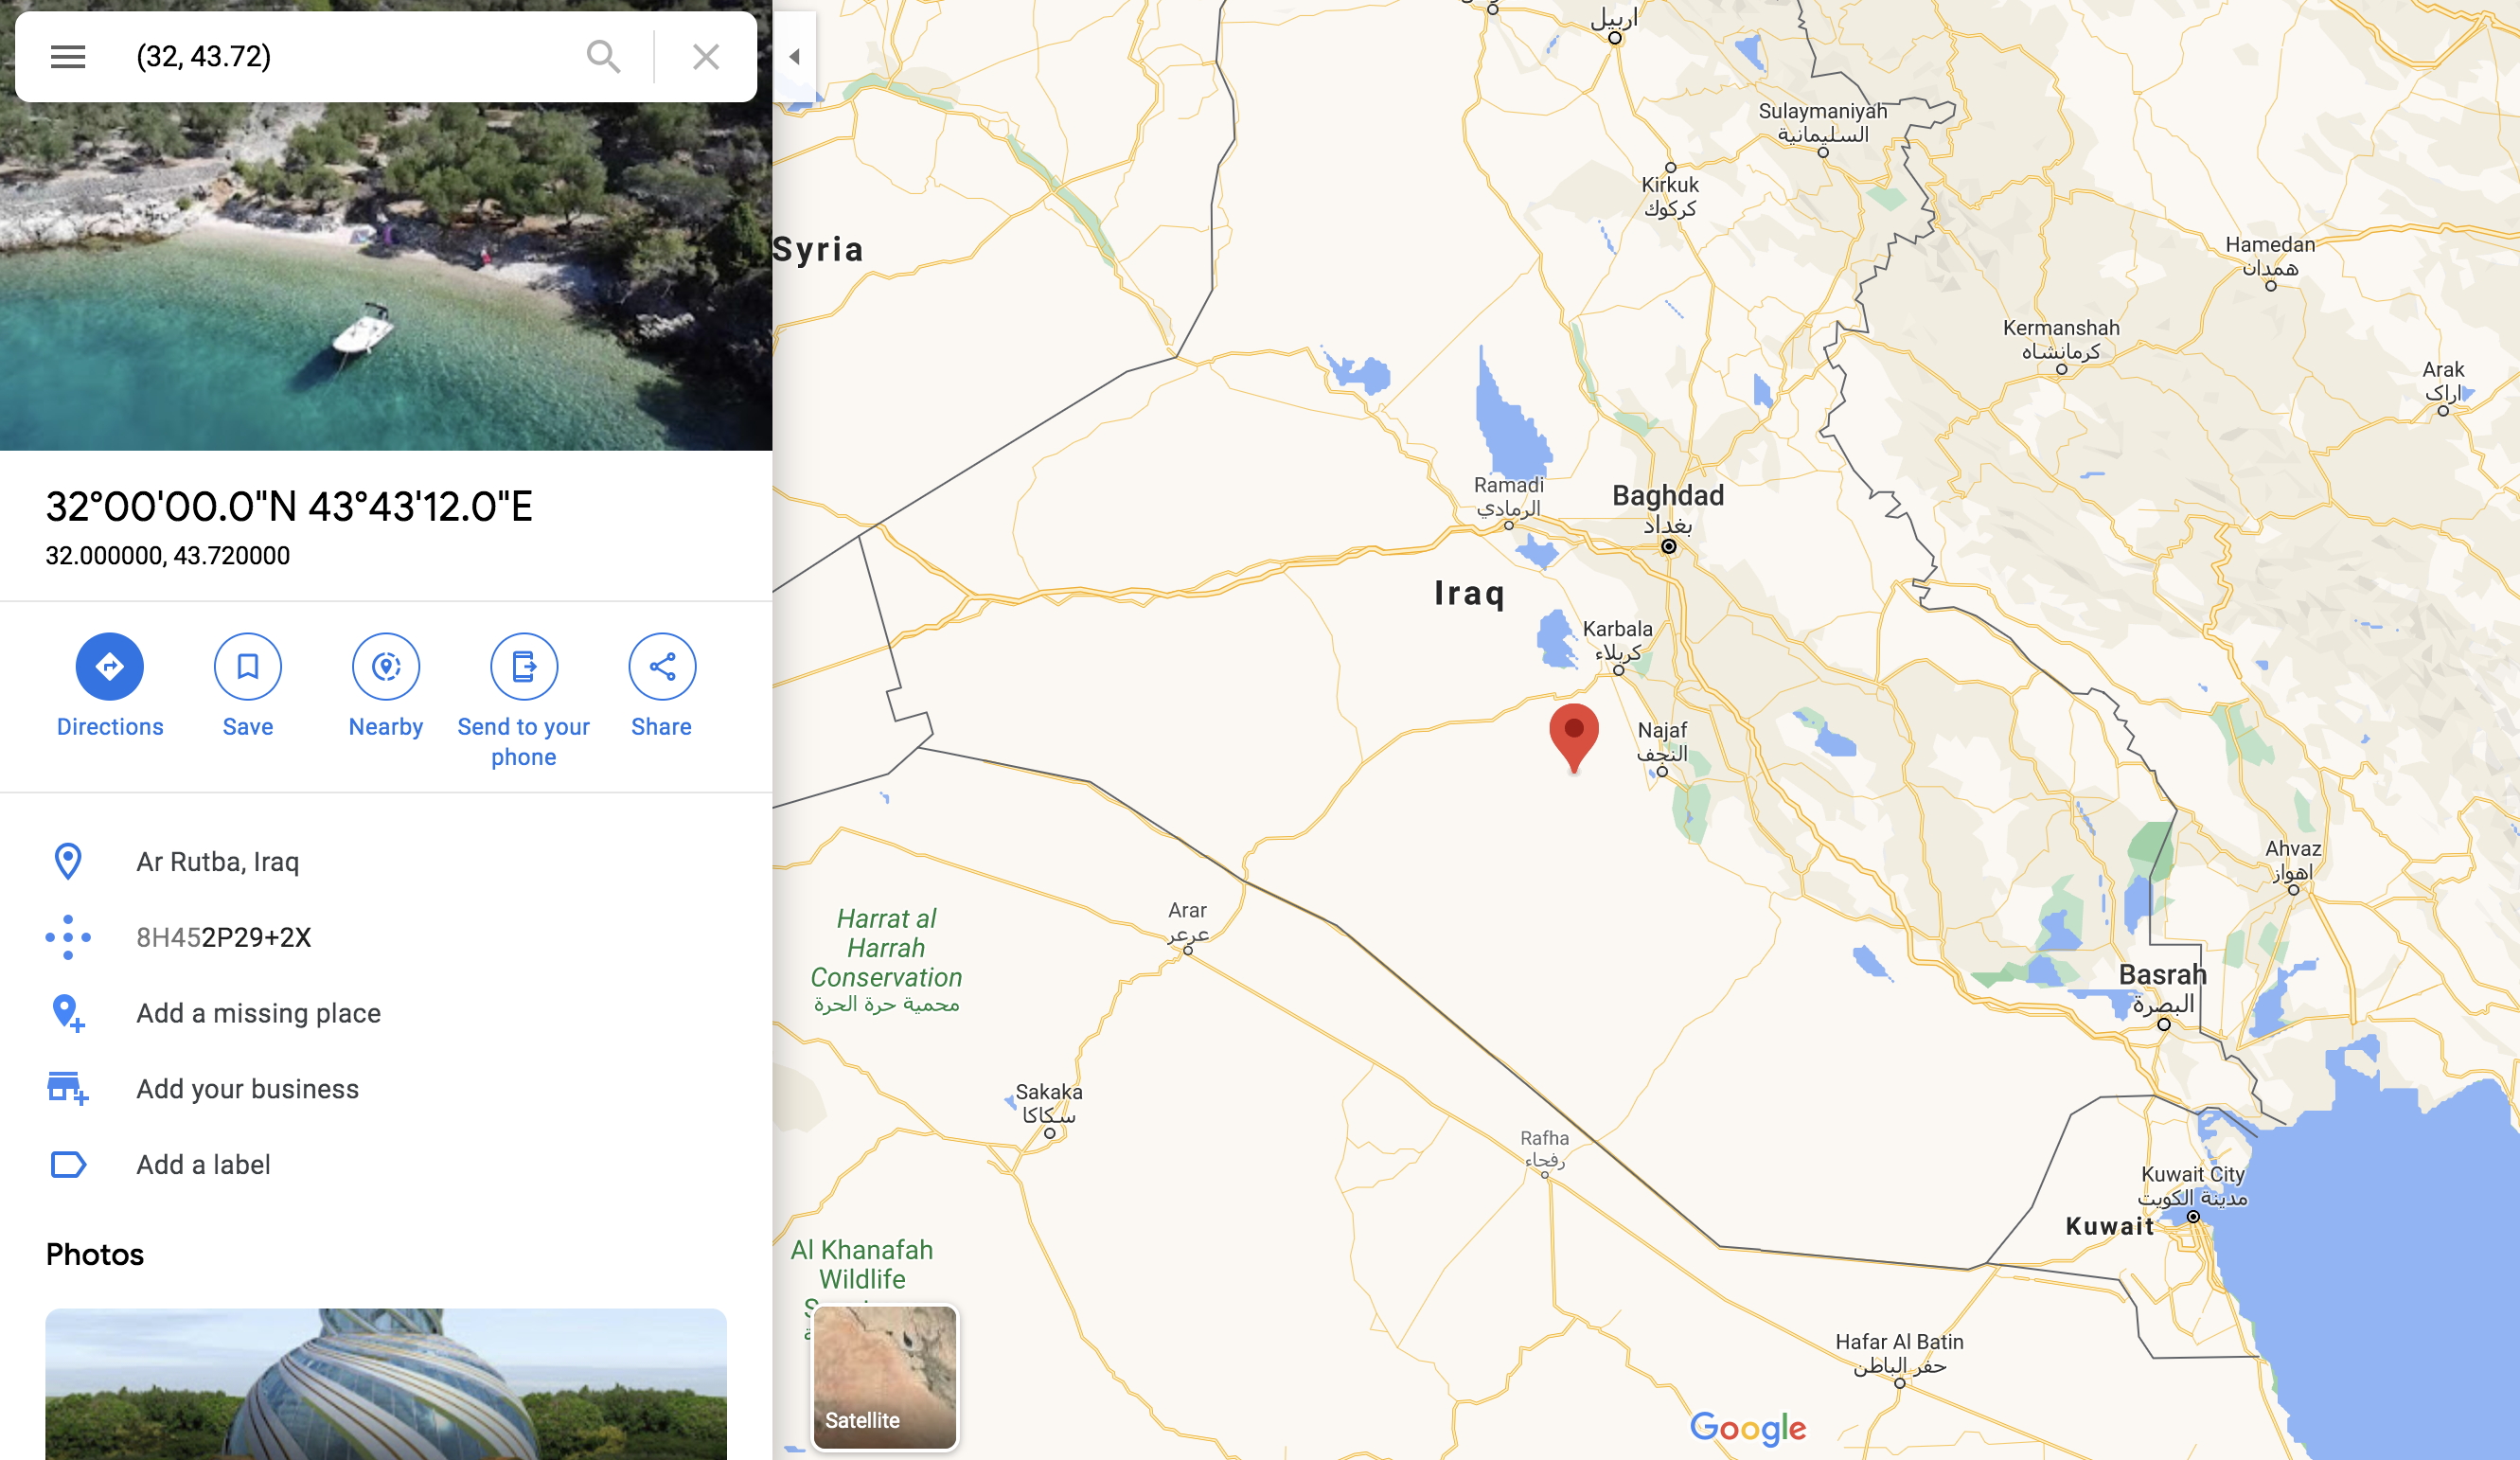 (32, 43.72)
32°00'00.0"N 43°43'12.0"E
32.000000, 43.720000
Directions
Save
Nearby
Send to your
phone
Share
Ar Rutba, Iraq
8H452P29+2X
Add a missing place
Add your business
Add a label
Photos
اربيل
Sulaymaniyah
السليمانية
Kirkuk
كركوك
Syria
Hamedan
همدان
Kermanshah
کرمانشاه
Arak
اراک
Ramadi
الرمادي
Baghdad
بغداد
Iraq
Karbala
كربلاء
Najaf
النجف
Ahvaz
اهواز
Harrat al
Harrah
Conservation
محمية حرة الحرة
Arar
عرعر
Basrah
البصرة
Sakaka
سكاكا
Rafha
رفحاء
Kuwait City
مدينة الكويت
Kuwait
Al Khanafah
Wildlife
Hafar Al Batin
حفر الباطن
Satellite
Google